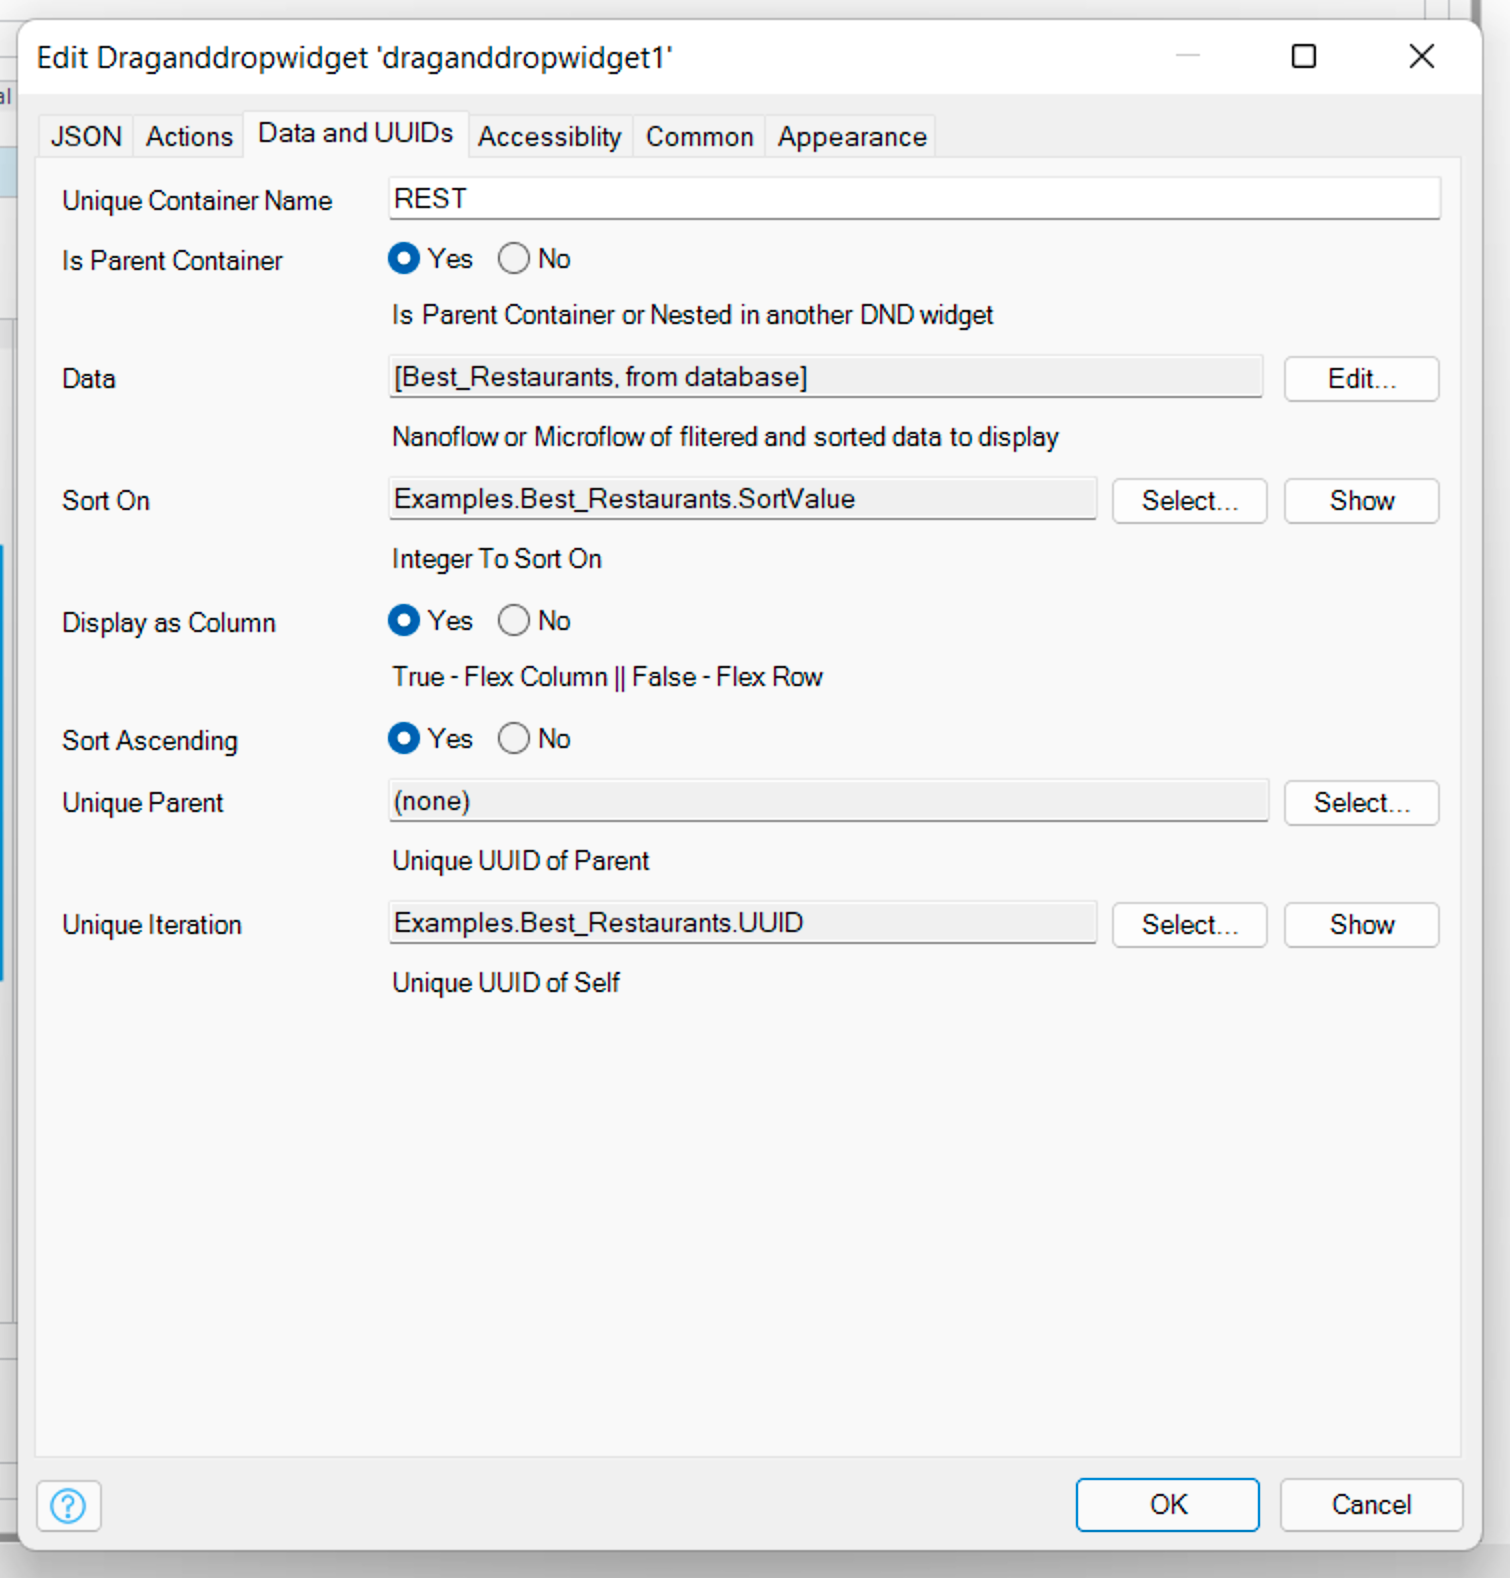 Edit Draganddropwidget 'draganddropwidget1'
al
JSON Actions Data and UUIDs Accessiblity Common Appearance
Unique Container Name REST
Is Parent Container Yes No
Is Parent Container or Nested in another DND widget
Data [Best_Restaurants, from database] Edit...
Nanoflow or Microflow of flitered and sorted data to display
Sort On Examples.Best_Restaurants.SortValue Select... Show
Integer To Sort On
Display as Column Yes No
True - Flex Column || False - Flex Row
Sort Ascending Yes No
Unique Parent (none) Select...
Unique UUID of Parent
Unique Iteration Examples.Best_Restaurants.UUID Select... Show
Unique UUID of Self
? OK Cancel